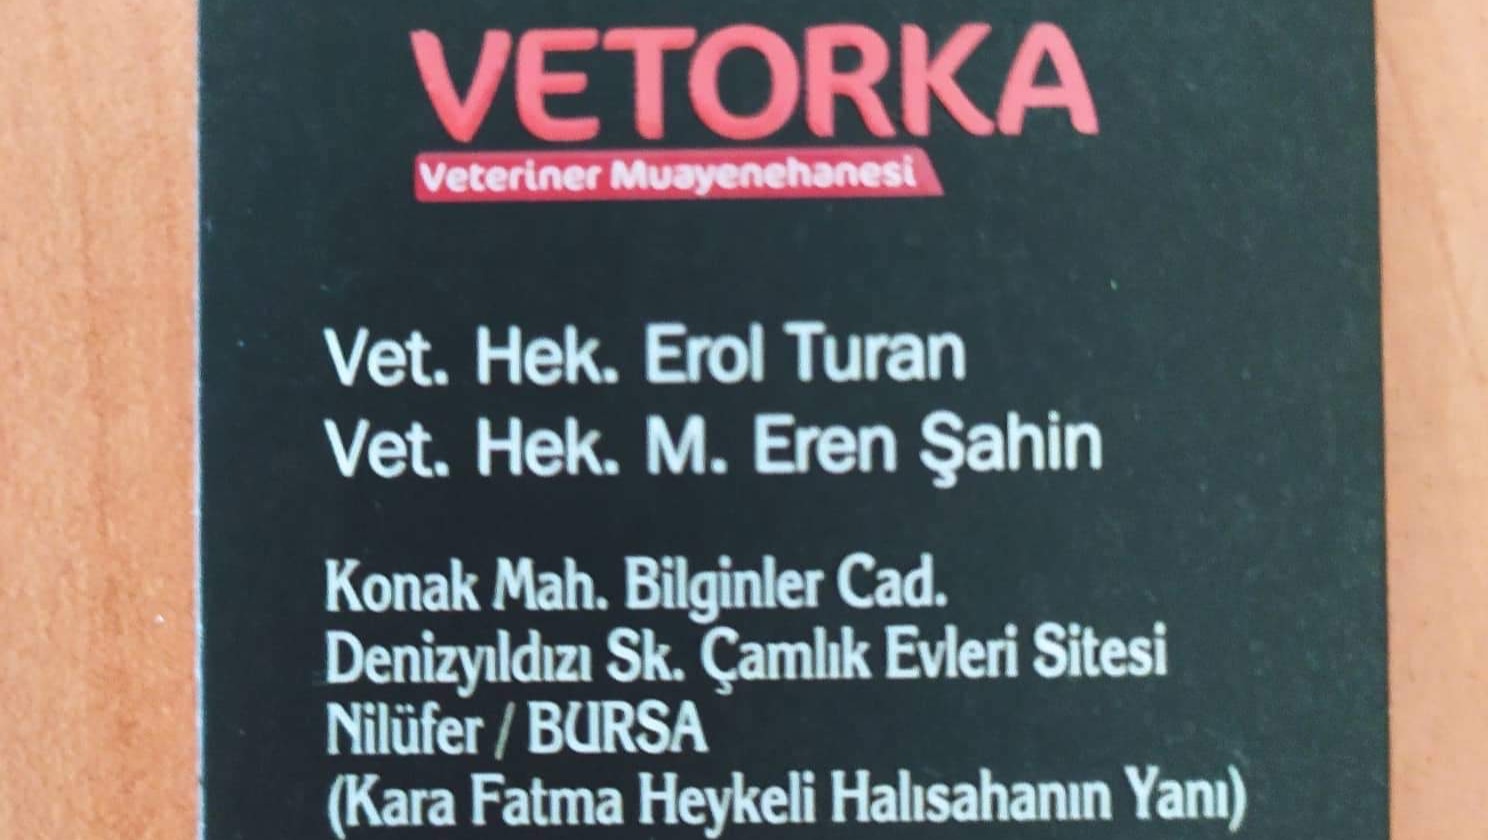 VETORKA
Veteriner Muayenehanesi
Vet. Hek. Erol Turan
Vet. Hek. M. Eren Şahin
Konak Mah. Bilginler Cad.
Denizyıldızı Sk. Çamlık Evleri Sitesi
Nilüfer / BURSA
(Kara Fatma Heykeli Halısahanın Yanı)